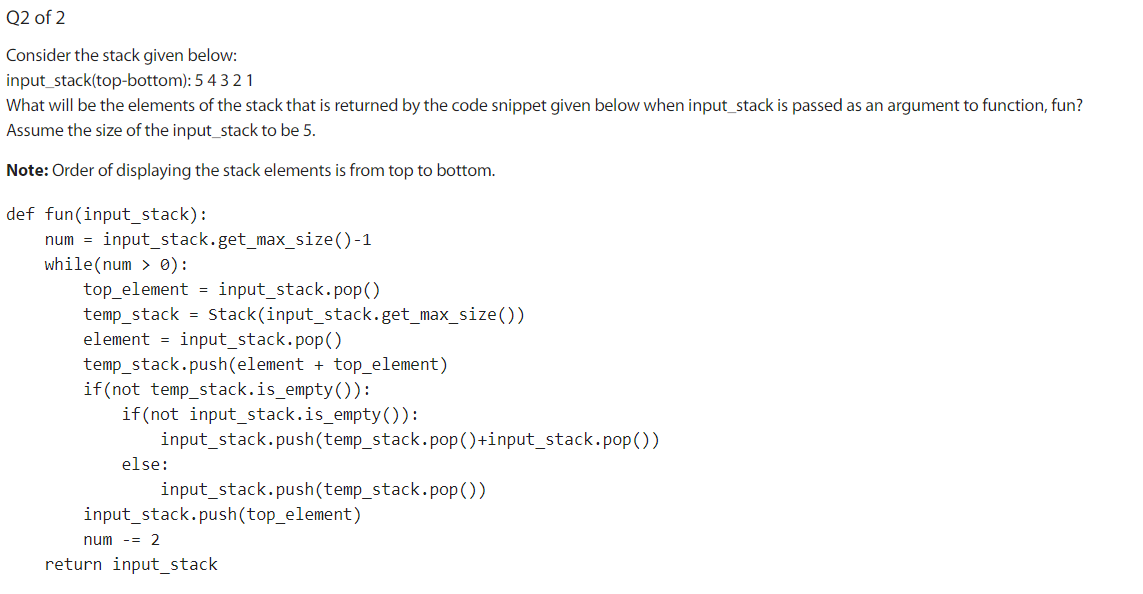 Q2 of 2
Consider the stack given below:
input_stack(top-bottom): 5 4 3 2 1
What will be the elements of the stack that is returned by the code snippet given below when input_stack is passed as an argument to function, fun?
Assume the size of the input_stack to be 5.
Note: Order of displaying the stack elements is from top to bottom.
def fun(input_stack):
    num = input_stack.get_max_size()-1
    while(num > 0):
        top_element = input_stack.pop()
        temp_stack = Stack(input_stack.get_max_size())
        element = input_stack.pop()
        temp_stack.push(element + top_element)
        if(not temp_stack.is_empty()):
            if(not input_stack.is_empty()):
                input_stack.push(temp_stack.pop()+input_stack.pop())
            else:
                input_stack.push(temp_stack.pop())
        input_stack.push(top_element)
        num -= 2
    return input_stack